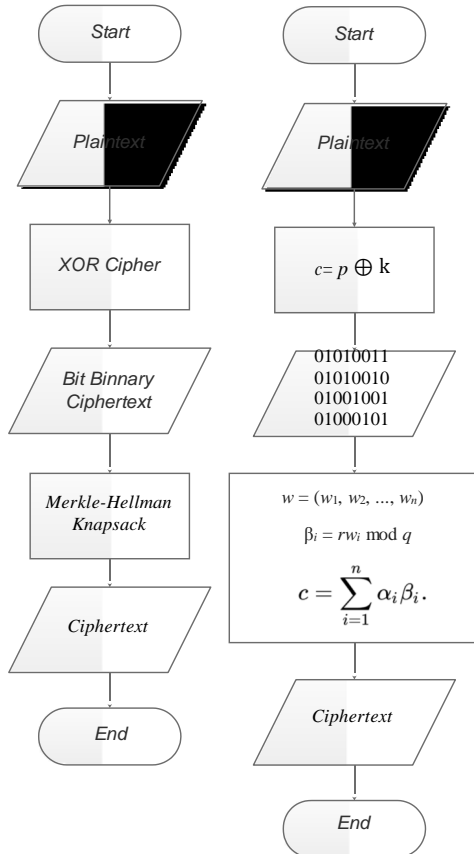 Start
Plaintext
XOR Cipher
Bit Binnary
Ciphertext
Merkle-Hellman
Knapsack
Ciphertext
End
Start
Plaintext
c= p ⊕ k
01010011
01010010
01001001
01000101
w = (w₁, w₂, ..., wₙ)
βᵢ = rwᵢ mod q
c = ∑ⁿᵢ₌₁ αᵢβᵢ.
Ciphertext
End